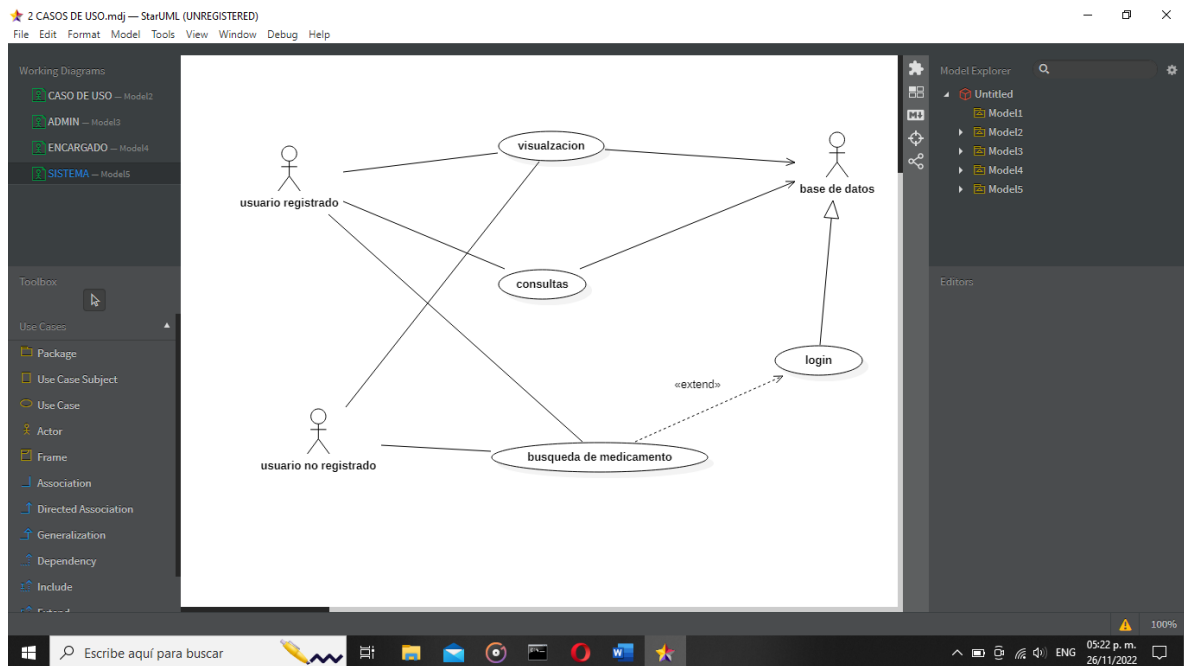 2 CASOS DE USO.mdj — StarUML (UNREGISTERED)
File Edit Format Model Tools View Window Debug Help
Working Diagrams
CASO DE USO — Model2
ADMIN — Model3
ENCARGADO — Model4
SISTEMA — Model5
Toolbox
Use Cases
Package
Use Case Subject
Use Case
Actor
Frame
Association
Directed Association
Generalization
Dependency
Include
Extend
visualzacion
usuario registrado
base de datos
consultas
login
«extend»
busqueda de medicamento
usuario no registrado
Model Explorer
Untitled
Model1
Model2
Model3
Model4
Model5
Editors
100%
Escribe aquí para buscar
ENG
05:22 p. m.
26/11/2022